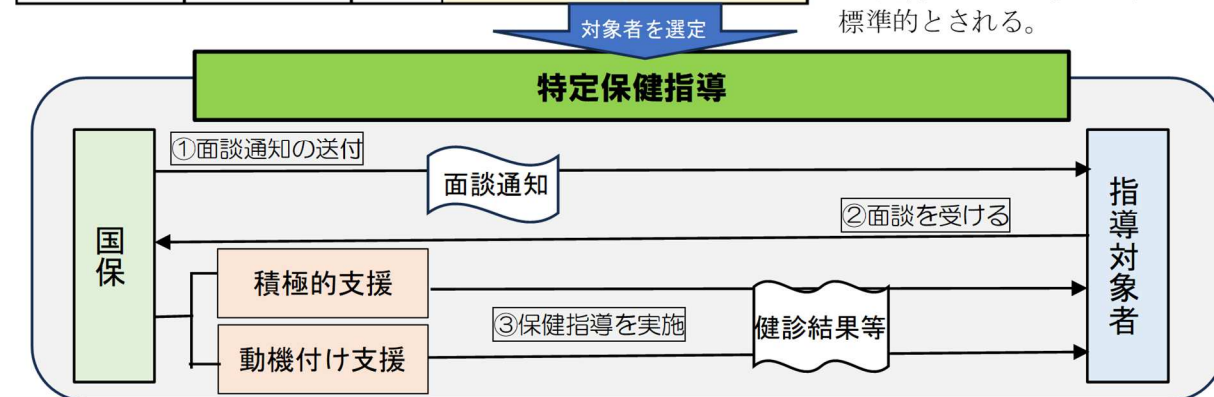 対象者を選定
標準的とされる。
特定保健指導
①面談通知の送付
面談通知
②面談を受ける
国保
指導対象者
積極的支援
③保健指導を実施
健診結果等
動機付け支援